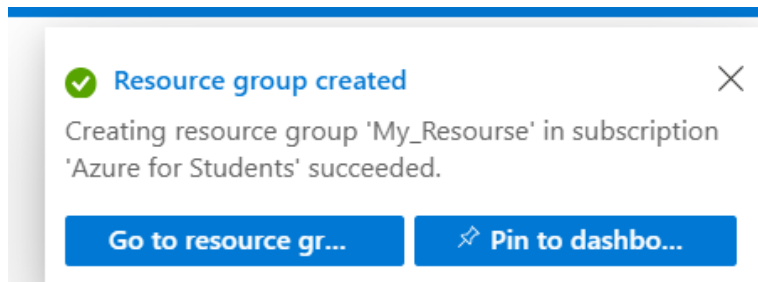 Resource group created
Creating resource group 'My_Resourse' in subscription
'Azure for Students' succeeded.
Go to resource gr...
Pin to dashbo...